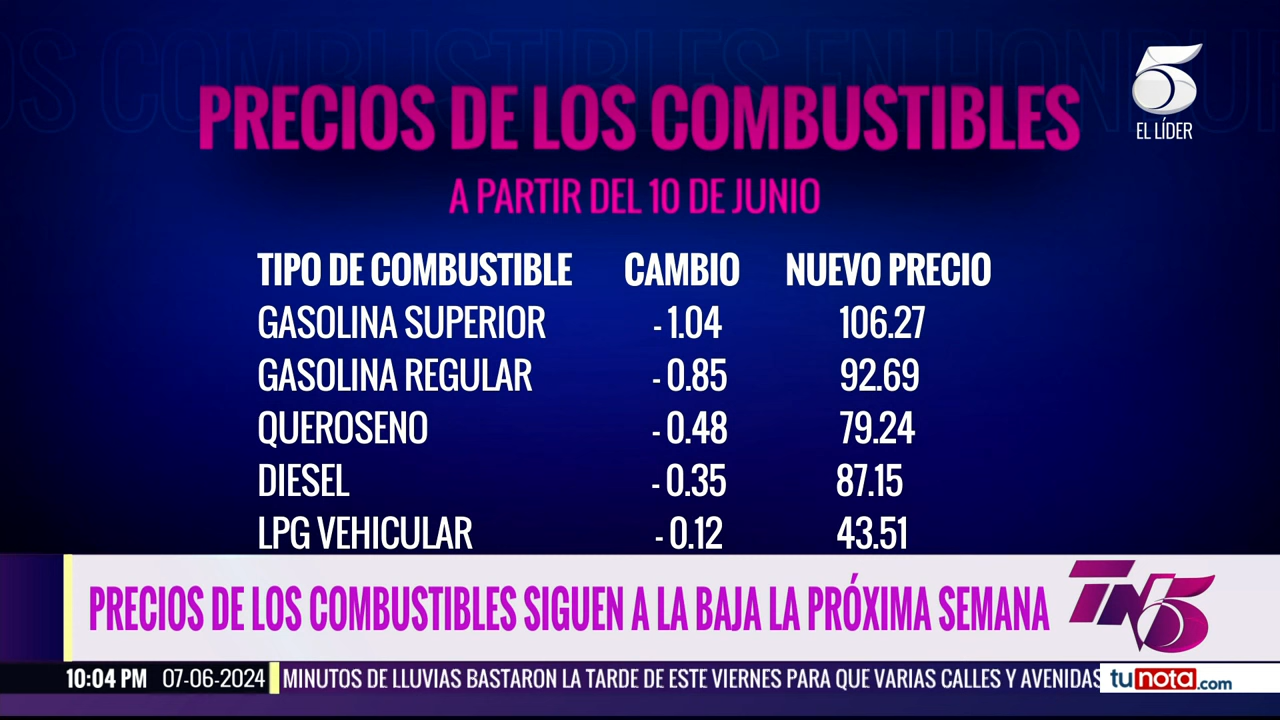 OS COMBUSTIBLES EN HONDUR
5
EL LÍDER
PRECIOS DE LOS COMBUSTIBLES
A PARTIR DEL 10 DE JUNIO
TIPO DE COMBUSTIBLE CAMBIO NUEVO PRECIO
GASOLINA SUPERIOR - 1.04 106.27
GASOLINA REGULAR - 0.85 92.69
QUEROSENO - 0.48 79.24
DIESEL - 0.35 87.15
LPG VEHICULAR - 0.12 43.51
PRECIOS DE LOS COMBUSTIBLES SIGUEN A LA BAJA LA PRÓXIMA SEMANA
TN5
10:04 PM 07-06-2024 MINUTOS DE LLUVIAS BASTARON LA TARDE DE ESTE VIERNES PARA QUE VARIAS CALLES Y AVENIDAS
tunota.com